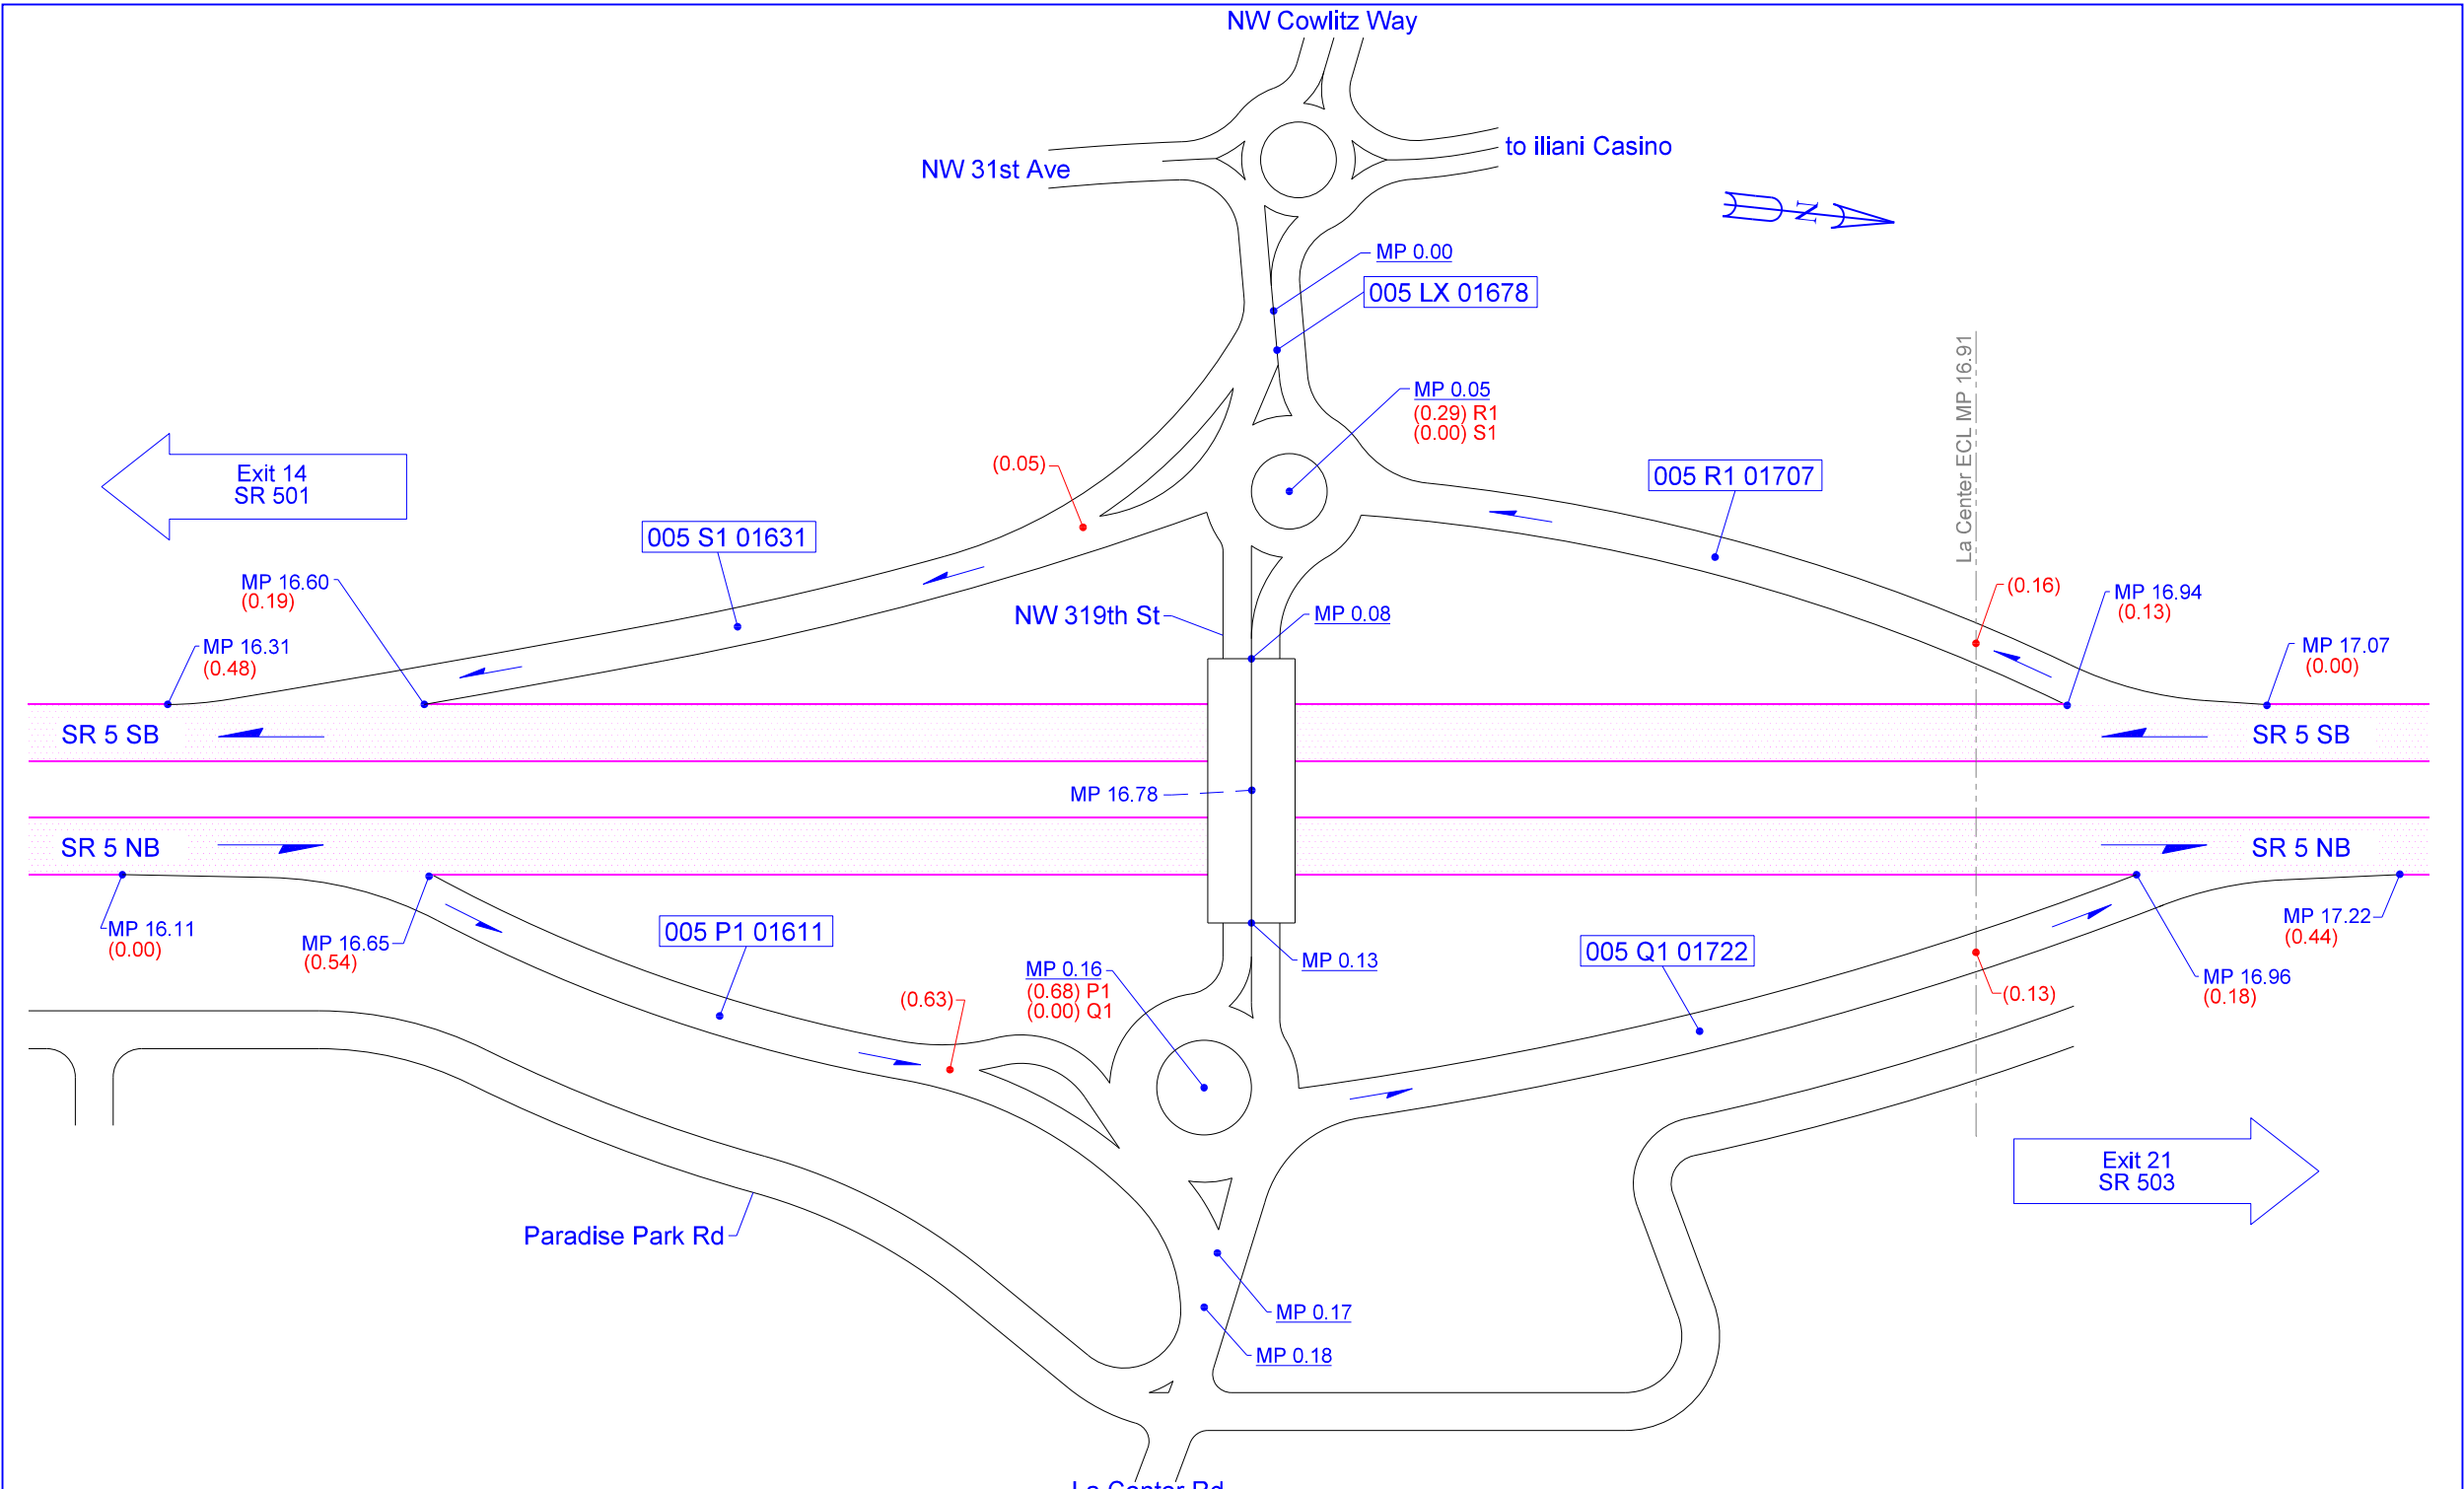 NW Cowlitz Way
NW 31st Ave
to iliani Casino
N
MP 0.00
005 LX 01678
MP 0.05
(0.29) R1
(0.00) S1
La Center ECL MP 16.91
Exit 14
SR 501
(0.05)
005 R1 01707
005 S1 01631
MP 16.60
(0.19)
NW 319th St
MP 0.08
(0.16)
MP 16.94
(0.13)
MP 16.31
(0.48)
MP 17.07
(0.00)
SR 5 SB
SR 5 SB
MP 16.78
SR 5 NB
SR 5 NB
MP 16.11
(0.00)
MP 16.65
(0.54)
005 P1 01611
MP 0.16
(0.68) P1
(0.00) Q1
MP 0.13
005 Q1 01722
MP 17.22
(0.44)
(0.63)
(0.13)
MP 16.96
(0.18)
Exit 21
SR 503
Paradise Park Rd
MP 0.17
MP 0.18
La Center Rd